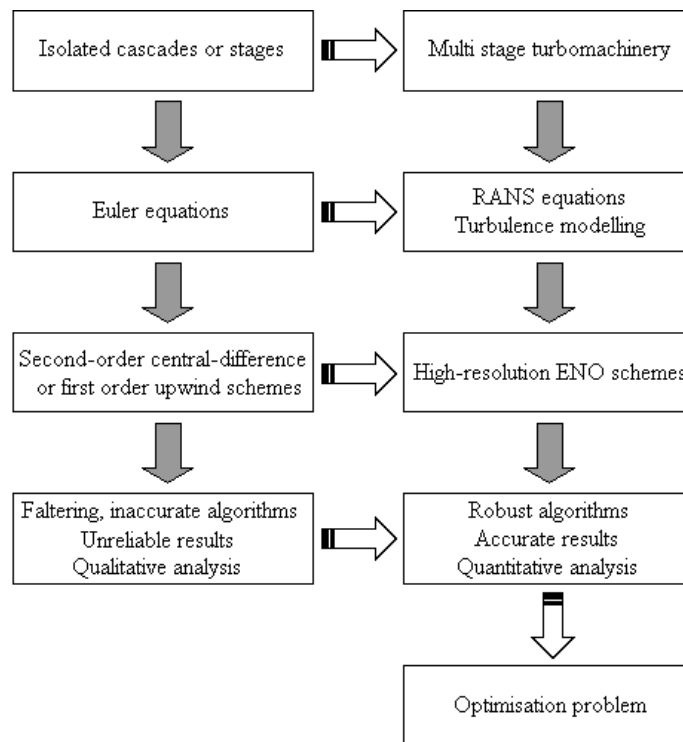 Isolated cascades or stages
Multi stage turbomachinery
Euler equations
RANS equations
Turbulence modelling
Second-order central-difference
or first order upwind schemes
High-resolution ENO schemes
Faltering, inaccurate algorithms
Unreliable results
Qualitative analysis
Robust algorithms
Accurate results
Quantitative analysis
Optimisation problem